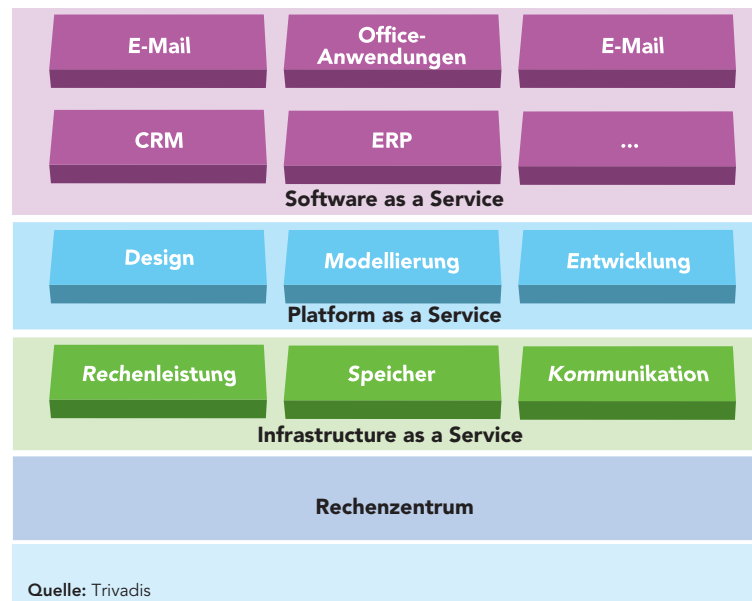 E-Mail
Office-
Anwendungen
E-Mail
CRM
ERP
...
Software as a Service
Design
Modellierung
Entwicklung
Platform as a Service
Rechenleistung
Speicher
Kommunikation
Infrastructure as a Service
Rechenzentrum
Quelle: Trivadis